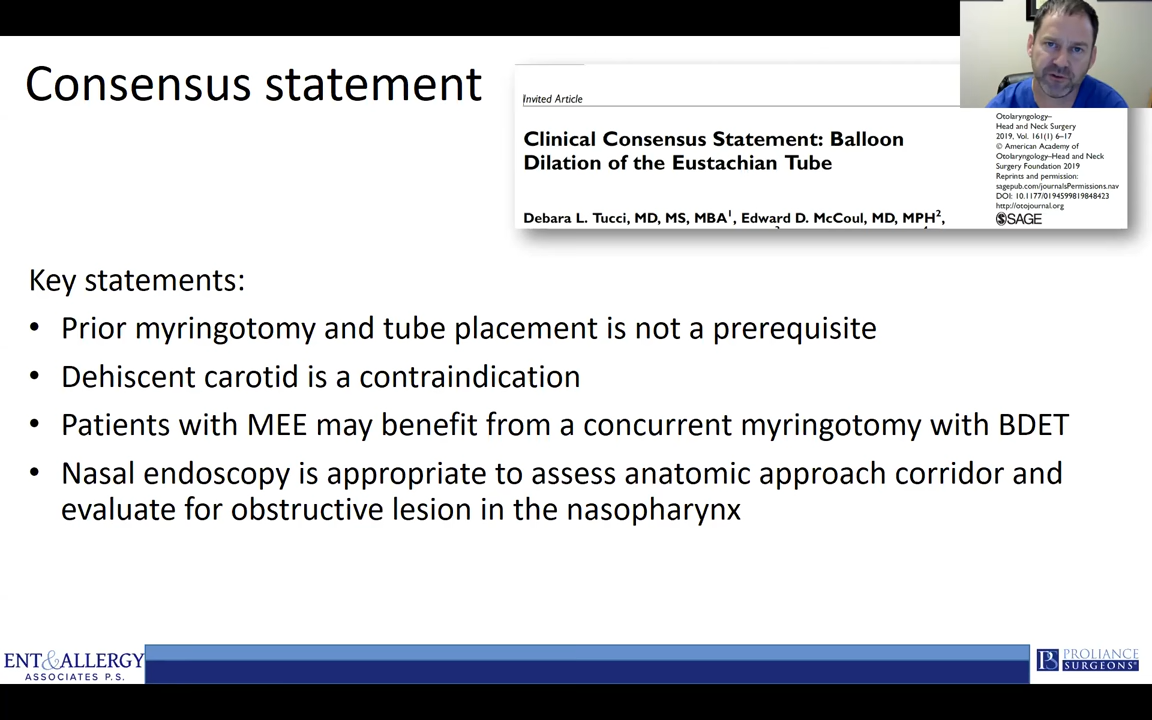 Consensus statement
Invited Article
Clinical Consensus Statement: Balloon
Dilation of the Eustachian Tube
Debara L. Tucci, MD, MS, MBA1, Edward D. McCoul, MD, MPH2,
Otolaryngology–
Head and Neck Surgery
2019, Vol. 161(1) 6–17
© American Academy of
Otolaryngology–Head and Neck
Surgery Foundation 2019
Reprints and permission:
sagepub.com/journalsPermissions.nav
DOI: 10.1177/0194599819848423
http://otojournal.org
SAGE
Key statements:
• Prior myringotomy and tube placement is not a prerequisite
• Dehiscent carotid is a contraindication
• Patients with MEE may benefit from a concurrent myringotomy with BDET
• Nasal endoscopy is appropriate to assess anatomic approach corridor and
evaluate for obstructive lesion in the nasopharynx
ENT&ALLERGY
ASSOCIATES P.S.
PROLIANCE
SURGEONS®